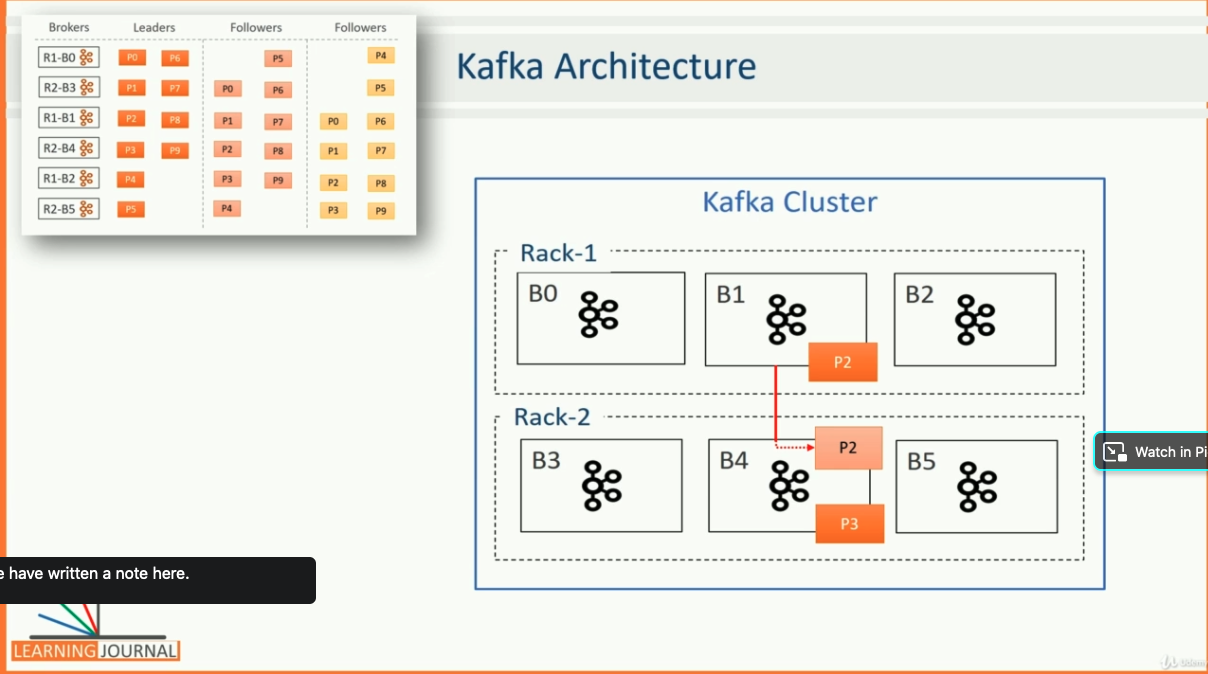 Brokers Leaders Followers Followers
R1-B0 P0 P6 P5 P4
R2-B3 P1 P7 P0 P6 P5
R1-B1 P2 P8 P1 P7 P0 P6
R2-B4 P3 P9 P2 P8 P1 P7
R1-B2 P4 P3 P9 P2 P8
R2-B5 P5 P4 P3 P9
Kafka Architecture
Kafka Cluster
Rack-1
B0 B1 B2
P2
Rack-2
P2
B3 B4 B5
P3
Watch in Pi
e have written a note here.
LEARNING JOURNAL
Udemy